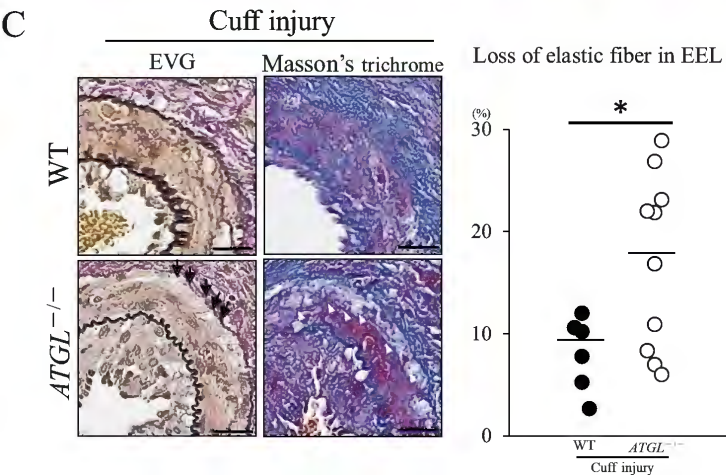 C
Cuff injury
EVG
Masson's trichrome
WT
ATGL−/−
Loss of elastic fiber in EEL
(%)
*
30
20
10
0
WT
ATGL−/−
Cuff injury